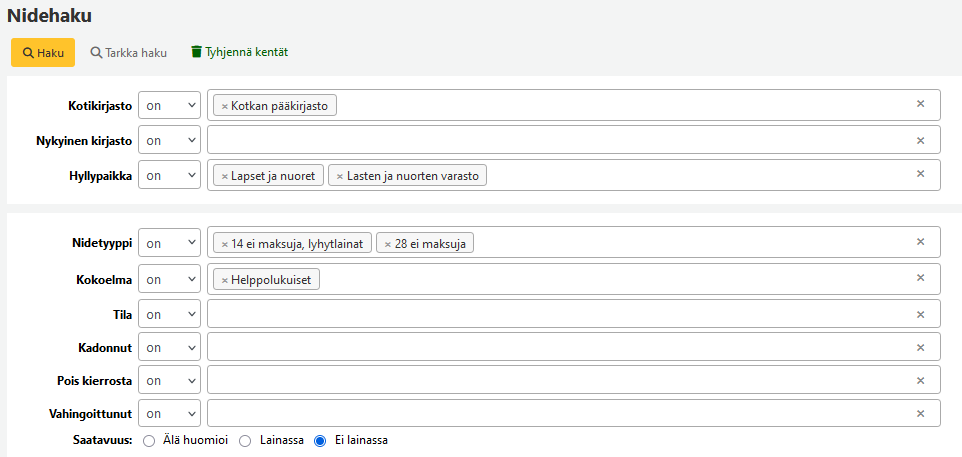 Nidehaku
Haku Tarkka haku Tyhjennä kentät
Kotikirjasto on × Kotkan pääkirjasto ×
Nykyinen kirjasto on ×
Hyllypaikka on × Lapset ja nuoret × Lasten ja nuorten varasto ×
Nidetyyppi on × 14 ei maksuja, lyhytlainat × 28 ei maksuja ×
Kokoelma on × Helppolukuiset ×
Tila on ×
Kadonnut on ×
Pois kierrosta on ×
Vahingoittunut on ×
Saatavuus: Älä huomioi Lainassa Ei lainassa